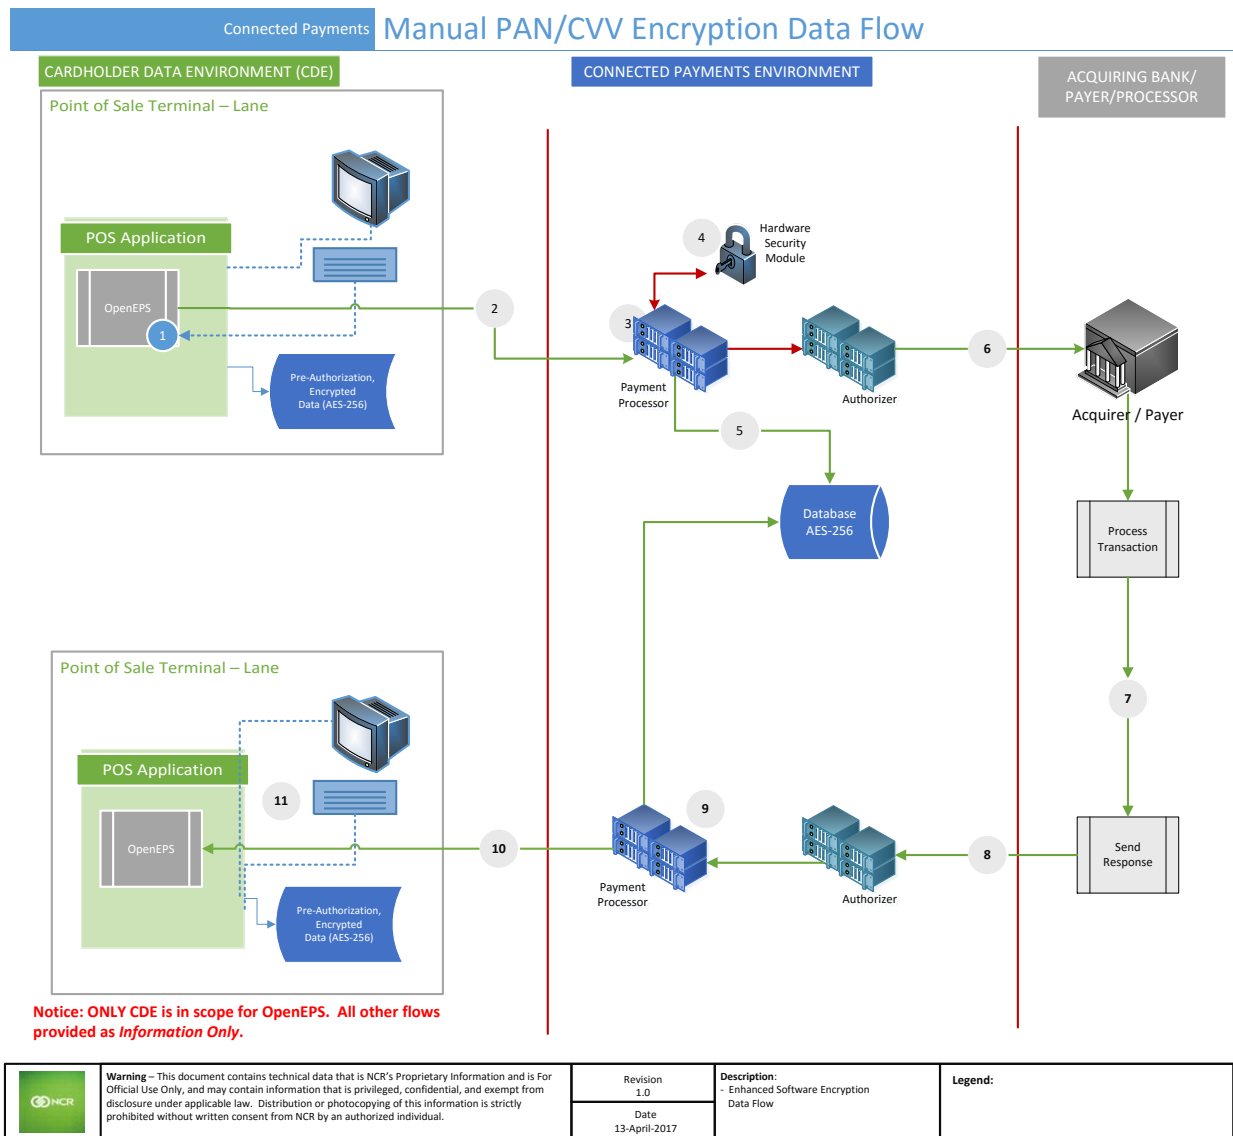 Connected Payments
Manual PAN/CVV Encryption Data Flow
CARDHOLDER DATA ENVIRONMENT (CDE)
CONNECTED PAYMENTS ENVIRONMENT
ACQUIRING BANK/
PAYER/PROCESSOR
Point of Sale Terminal – Lane
POS Application
OpenEPS
1
Pre-Authorization,
Encrypted
Data (AES-256)
2
3
4
Hardware
Security
Module
Payment
Processor
Authorizer
5
Database
AES-256
6
Acquirer / Payer
Process
Transaction
7
Send
Response
8
Authorizer
9
Payment
Processor
10
Point of Sale Terminal – Lane
POS Application
11
OpenEPS
Pre-Authorization,
Encrypted
Data (AES-256)
Notice: ONLY CDE is in scope for OpenEPS. All other flows
provided as Information Only.
NCR
Warning – This document contains technical data that is NCR's Proprietary Information and is For
Official Use Only, and may contain information that is privileged, confidential, and exempt from
disclosure under applicable law. Distribution or photocopying of this information is strictly
prohibited without written consent from NCR by an authorized individual.
Revision
1.0
Date
13-April-2017
Description:
- Enhanced Software Encryption
Data Flow
Legend: